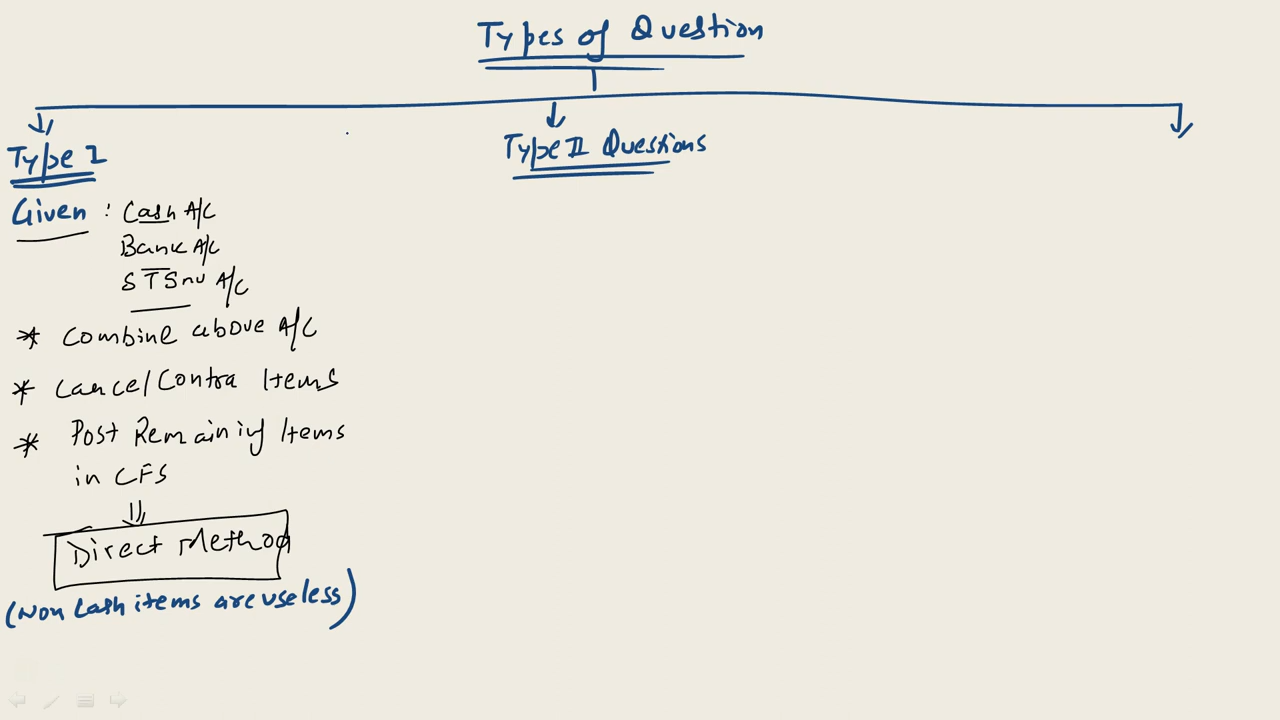 Types of Question
Type I
Type II Questions
Given : Cash A/C
Bank A/C
STSnv A/C
* Combine above A/C
* Cancel Contra Items
* Post Remaining Items
in CFS
Direct Method
(Non Cash items are useless)